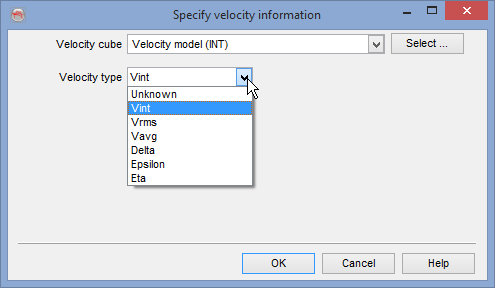 Specify velocity information
Velocity cube Velocity model (INT) Select ...
Velocity type Vint
Unknown
Vint
Vrms
Vavg
Delta
Epsilon
Eta
OK Cancel Help